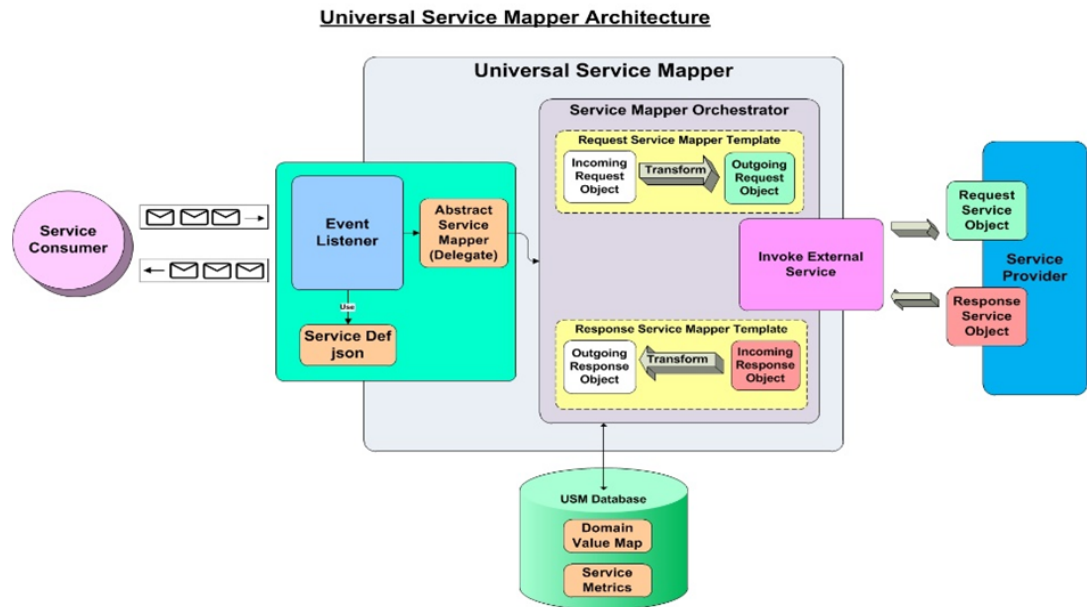 Universal Service Mapper Architecture
Universal Service Mapper
Service Mapper Orchestrator
Request Service Mapper Template
Incoming
Request
Object
Transform
Outgoing
Request
Object
Service
Consumer
Event
Listener
Abstract
Service
Mapper
(Delegate)
Use
Service Def
json
Invoke External
Service
Request
Service
Object
Service
Provider
Response
Service
Object
Response Service Mapper Template
Outgoing
Response
Object
Transform
Incoming
Response
Object
USM Database
Domain
Value Map
Service
Metrics